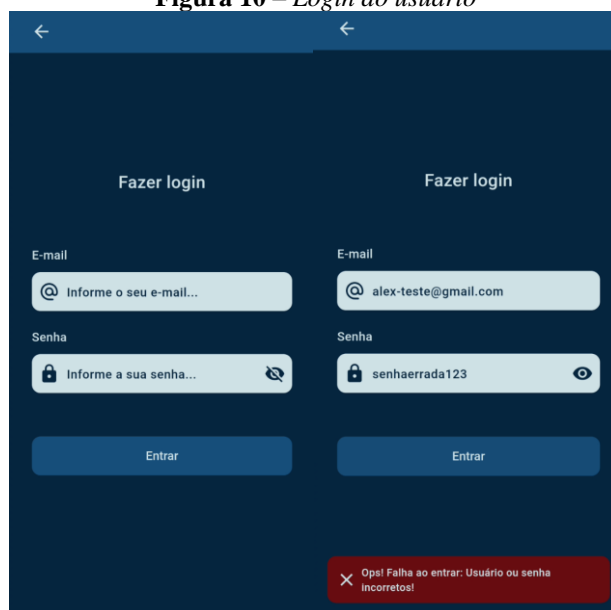 Figura 10 – Login do usuário
Fazer login
E-mail
Informe o seu e-mail...
Senha
Informe a sua senha...
Entrar
Fazer login
E-mail
alex-teste@gmail.com
Senha
senhaerrada123
Entrar
Ops! Falha ao entrar: Usuário ou senha
incorretos!